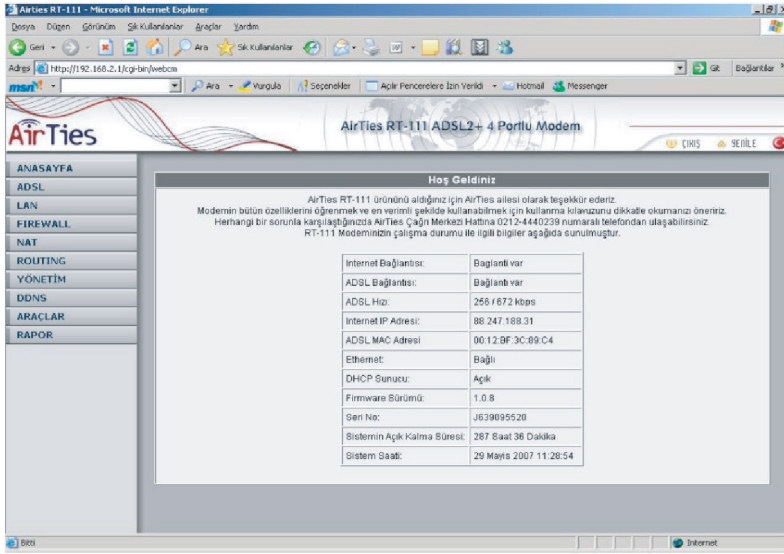 Airties RT-111 - Microsoft Internet Explorer
Dosya Düzen Görünüm Sık Kullanılanlar Araçlar Yardım
Geri Ara Sık Kullanılanlar
Adres http://192.168.2.1/cgi-bin/webcm Git Bağlantılar
msn Ara Vurgula Seçenekler Açılır Pencerelere İzin Verildi Hotmail Messenger
AirTies
AirTies RT-111 ADSL2+ 4 Portlu Modem
ÇIKIŞ YENİLE
ANASAYFA
ADSL
LAN
FIREWALL
NAT
ROUTING
YÖNETİM
DDNS
ARAÇLAR
RAPOR
Hoş Geldiniz
AirTies RT-111 ürününü aldığınız için AirTies ailesi olarak teşekkür ederiz.
Modemin bütün özelliklerini öğrenmek ve en verimli şekilde kullanabilmek için kullanma kılavuzunu dikkatle okumanızı öneririz.
Herhangi bir sorunla karşılaştığınızda AirTies Çağrı Merkezi Hattına 0212-4440239 numaralı telefondan ulaşabilirsiniz.
RT-111 Modeminizin çalışma durumu ile ilgili bilgiler aşağıda sunulmuştur.
Internet Bağlantısı: Baglanti var
ADSL Bağlantısı: Bağlantı var
ADSL Hızı: 256 / 672 kbps
Internet IP Adresi: 88.247.188.31
ADSL MAC Adresi 00:12:BF:3C:89:C4
Ethernet: Bağlı
DHCP Sunucu: Açık
Firmware Sürümü: 1.0.8
Seri No: J639095520
Sistemin Açık Kalma Süresi: 287 Saat 36 Dakika
Sistem Saati: 29 Mayis 2007 11:28:54
Bitti Internet